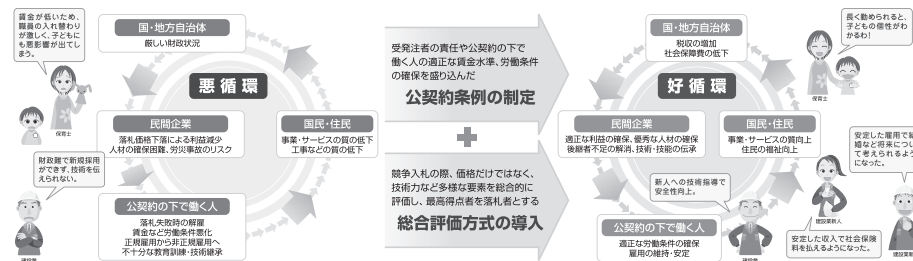 賃金が低いため、
職員の入れ替わり
が激しく、子どもに
も悪影響が出てし
まう。
保育士
国・地方自治体
厳しい財政状況
悪循環
民間企業
落札価格下落による利益減少
人材の確保困難、労災事故のリスク
国民・住民
事業・サービスの質の低下
工事などの質の低下
財政難で新規採用
ができず、技術を伝
えられない。
公契約の下で働く人
落札失敗時の解雇
賃金など労働条件悪化
正規雇用から非正規雇用へ
不十分な教育訓練・技術継承
受発注者の責任や公契約の下で
働く人の適正な賃金水準、労働条件
の確保を盛り込んだ
公契約条例の制定
競争入札の際、価格だけではなく、
技術力など多様な要素を総合的に
評価し、最高得点者を落札者とする
総合評価方式の導入
国・地方自治体
税収の増加
社会保障費の低下
長く勤められると、
子どもの個性がわ
かるわ!
保育士
好循環
民間企業
適正な利益の確保、優秀な人材の確保
後継者不足の解消、技術・技能の伝承
国民・住民
事業・サービスの質向上
住民の福祉向上
新人への技術指導で
安全性向上。
公契約の下で働く人
適正な労働条件の確保
雇用の維持・安定
建設業新人
安定した収入で社会保険
料を払えるようになった。
安定した雇用で結
婚など将来につい
て考えられるよう
になった。